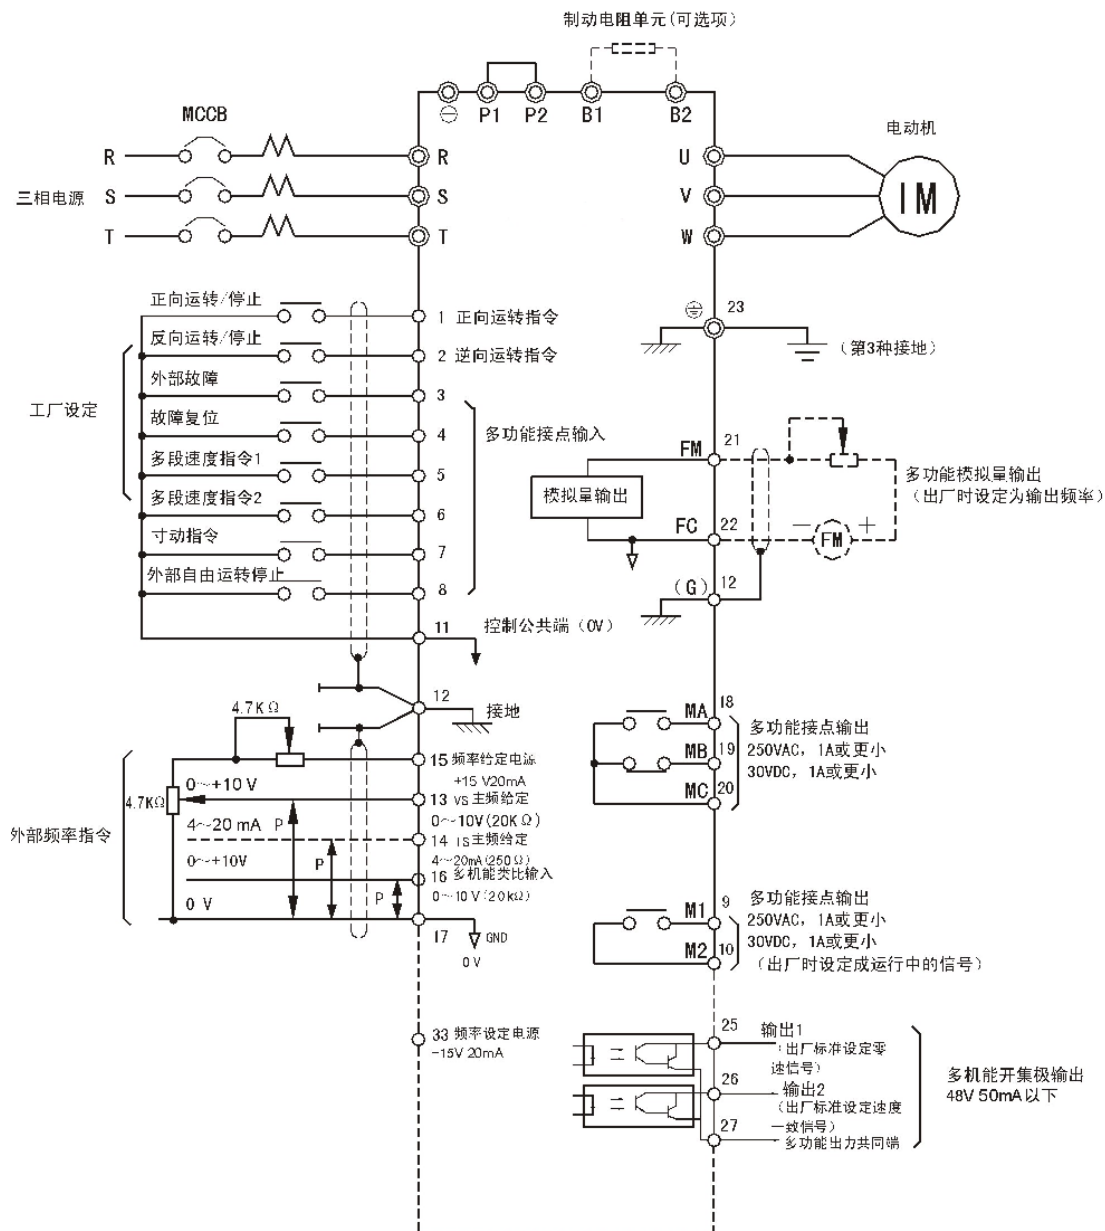 制动电阻单元(可选项)
MCCB
⊖ P1 P2 B1 B2
电动机
三相电源
R R
S S
T T
U
V
W
IM
正向运转/停止
反向运转/停止
外部故障
故障复位
多段速度指令1
多段速度指令2
寸动指令
外部自由运转停止
工厂设定
1 正向运转指令
2 逆向运转指令
3
4
5
6
7
8
多功能接点输入
11 控制公共端（0V）
12 接地
23
（第3种接地）
21
FM
模拟量输出
FC 22
多功能模拟量输出
（出厂时设定为输出频率）
− FM +
(G) 12
4.7KΩ
4.7KΩ
外部频率指令
0～+10 V
4～20 mA P
0～+10V P
0 V P
15 频率给定电源
+15 V20mA
13 VS 主频给定
0～10V(20KΩ)
14 IS 主频给定
4～20mA(250Ω)
16 多机能类比输入
0～10V(20kΩ)
17 GND
0V
33 频率设定电源
-15V 20mA
18
MA
MB 19
MC 20
多功能接点输出
250VAC，1A或更小
30VDC，1A或更小
9
M1
M2 10
多功能接点输出
250VAC，1A或更小
30VDC，1A或更小
（出厂时设定成运行中的信号）
25 输出1
（出厂标准设定零
速信号）
26 输出2
（出厂标准设定速度
一致信号）
27 多功能出力共同端
多机能开集极输出
48V 50mA以下